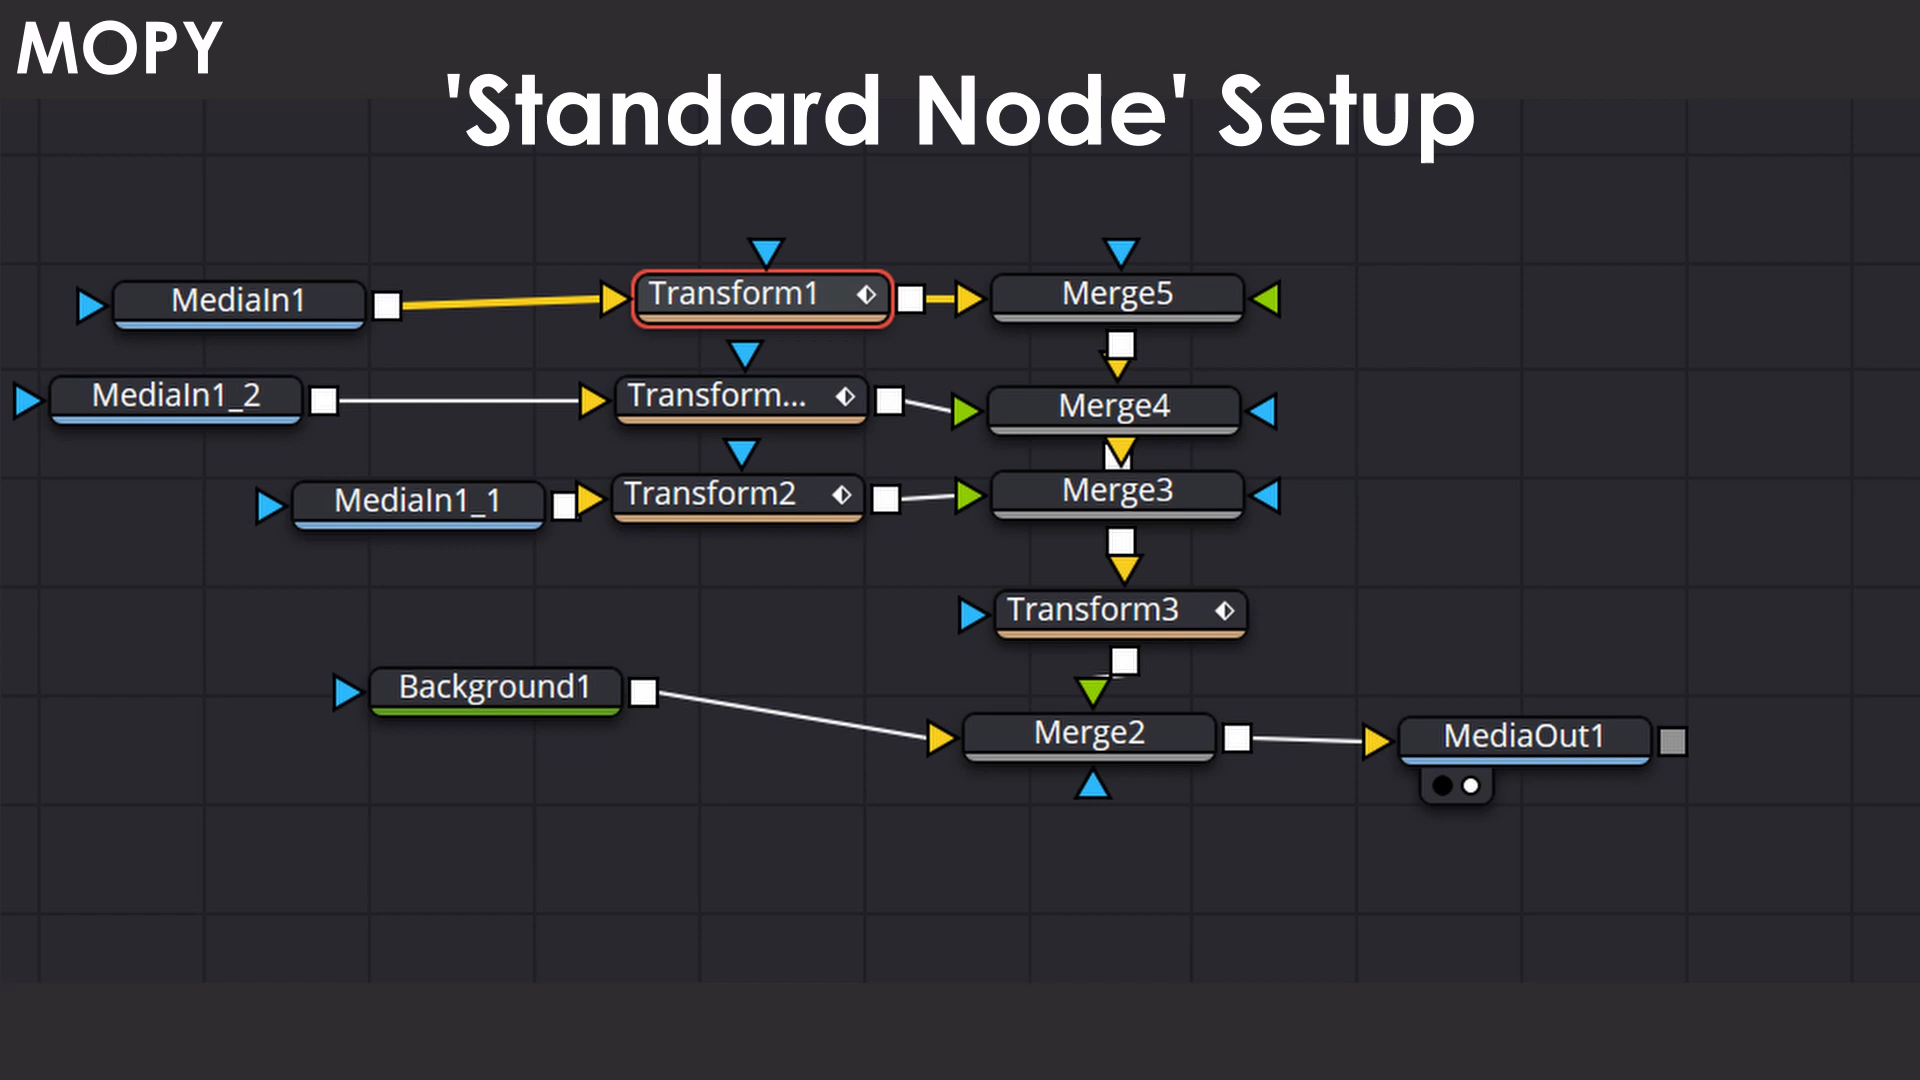 MOPY
'Standard Node' Setup
MediaIn1
Transform1
Merge5
MediaIn1_2
Transform...
Merge4
MediaIn1_1
Transform2
Merge3
Transform3
Background1
Merge2
MediaOut1